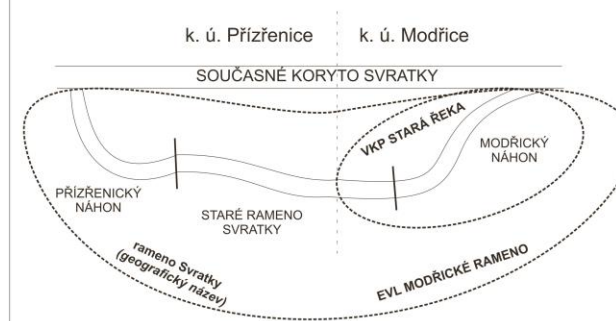 k. ú. Přízřenice
k. ú. Modřice
SOUČASNÉ KORYTO SVRATKY
VKP STARÁ ŘEKA
MODŘICKÝ
NÁHON
PŘÍZŘENICKÝ
NÁHON
STARÉ RAMENO
SVRATKY
rameno Svratky
(geografický název)
EVL MODŘICKÉ RAMENO